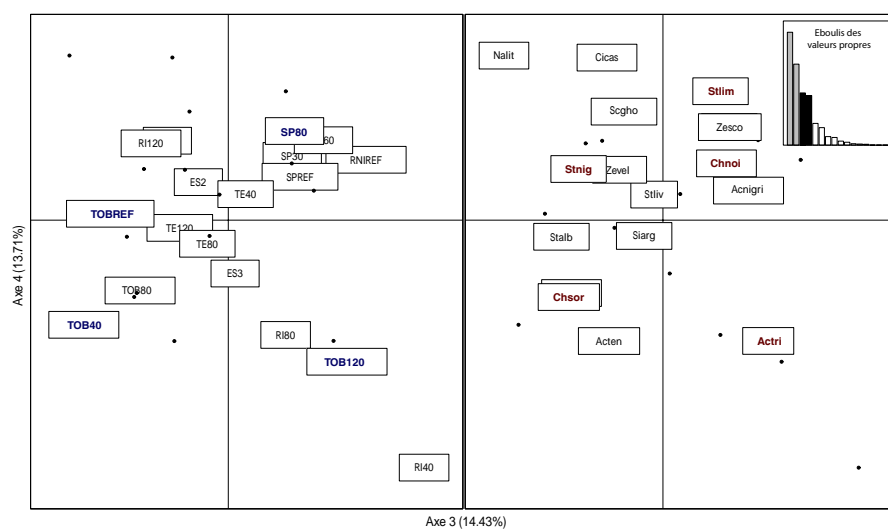 Nalit
Cicas
Eboulis des
valeurs propres
Stlim
Scgho
Zesco
SP80
60
RI120
SP30
RNIREF
Chnoi
Stnig
Zevel
SPREF
ES2
Acnigri
TE40
Stliv
TOBREF
TE120
TE80
Stalb
Siarg
ES3
TOB80
Chsor
TOB40
RI80
Acten
Actri
TOB120
RI40
Axe 4 (13.71%)
Axe 3 (14.43%)